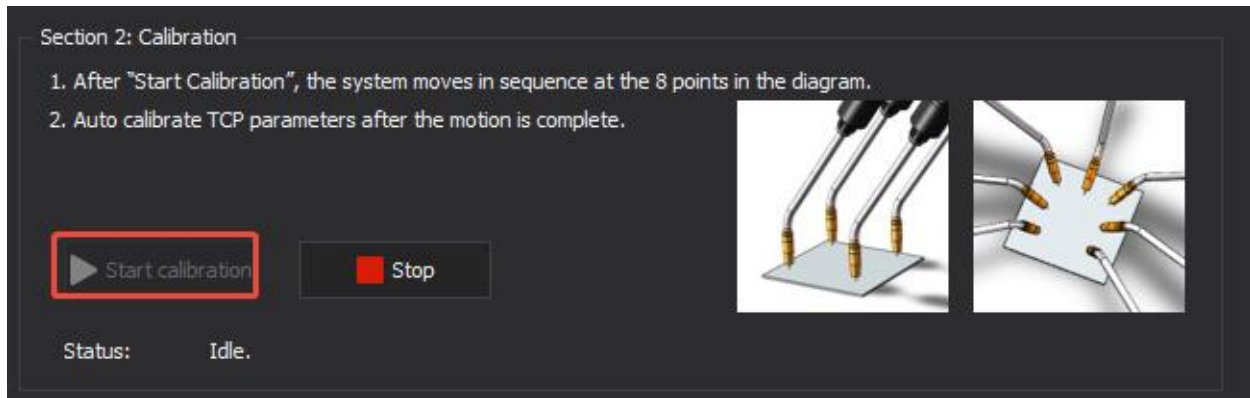 Section 2: Calibration
1. After “Start Calibration”, the system moves in sequence at the 8 points in the diagram.
2. Auto calibrate TCP parameters after the motion is complete.
Start calibration
Stop
Status: Idle.